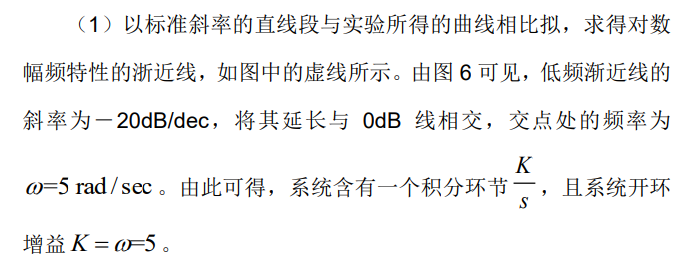 （1）以标准斜率的直线段与实验所得的曲线相比拟，求得对数
幅频特性的浙近线，如图中的虚线所示。由图 6 可见，低频渐近线的
斜率为－20dB/dec，将其延长与 0dB 线相交，交点处的频率为
ω=5 rad/sec。由此可得，系统含有一个积分环节 K/s，且系统开环
增益 K = ω=5。